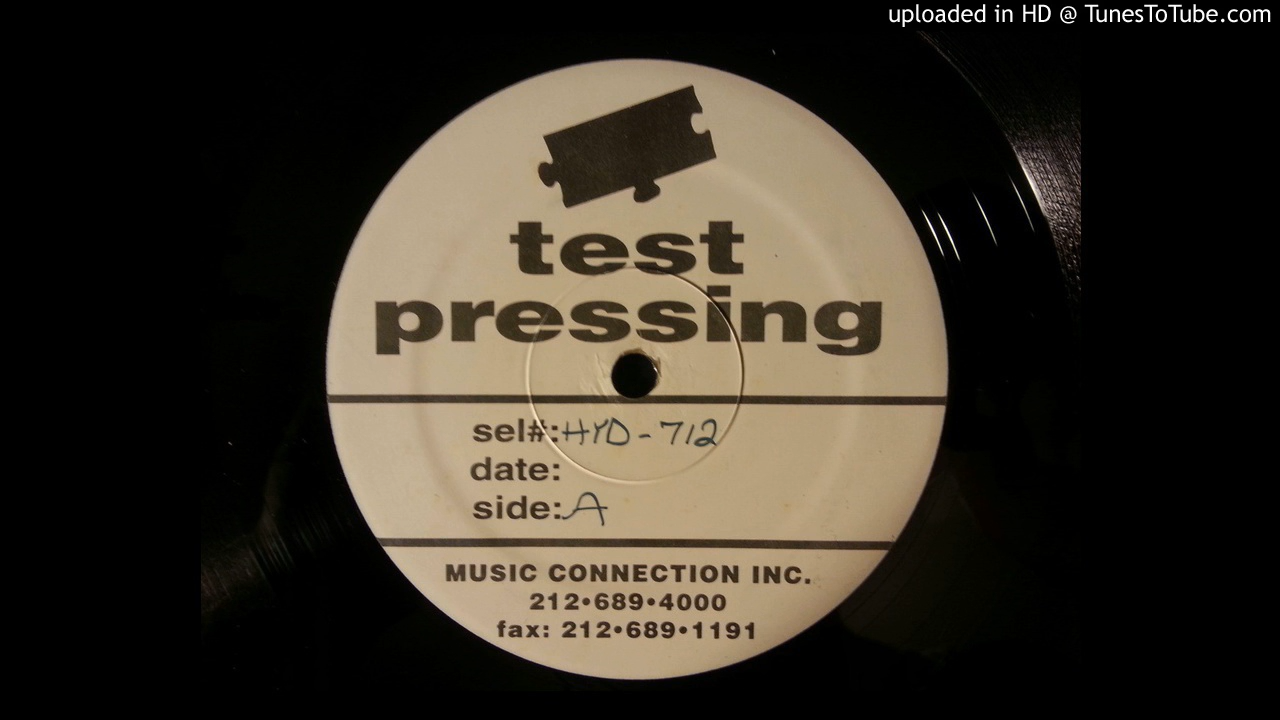 uploaded in HD @ TunesToTube.com
test
pressing
sel#: HYD-712
date:
side: A
MUSIC CONNECTION INC.
212•689•4000
fax: 212•689•1191